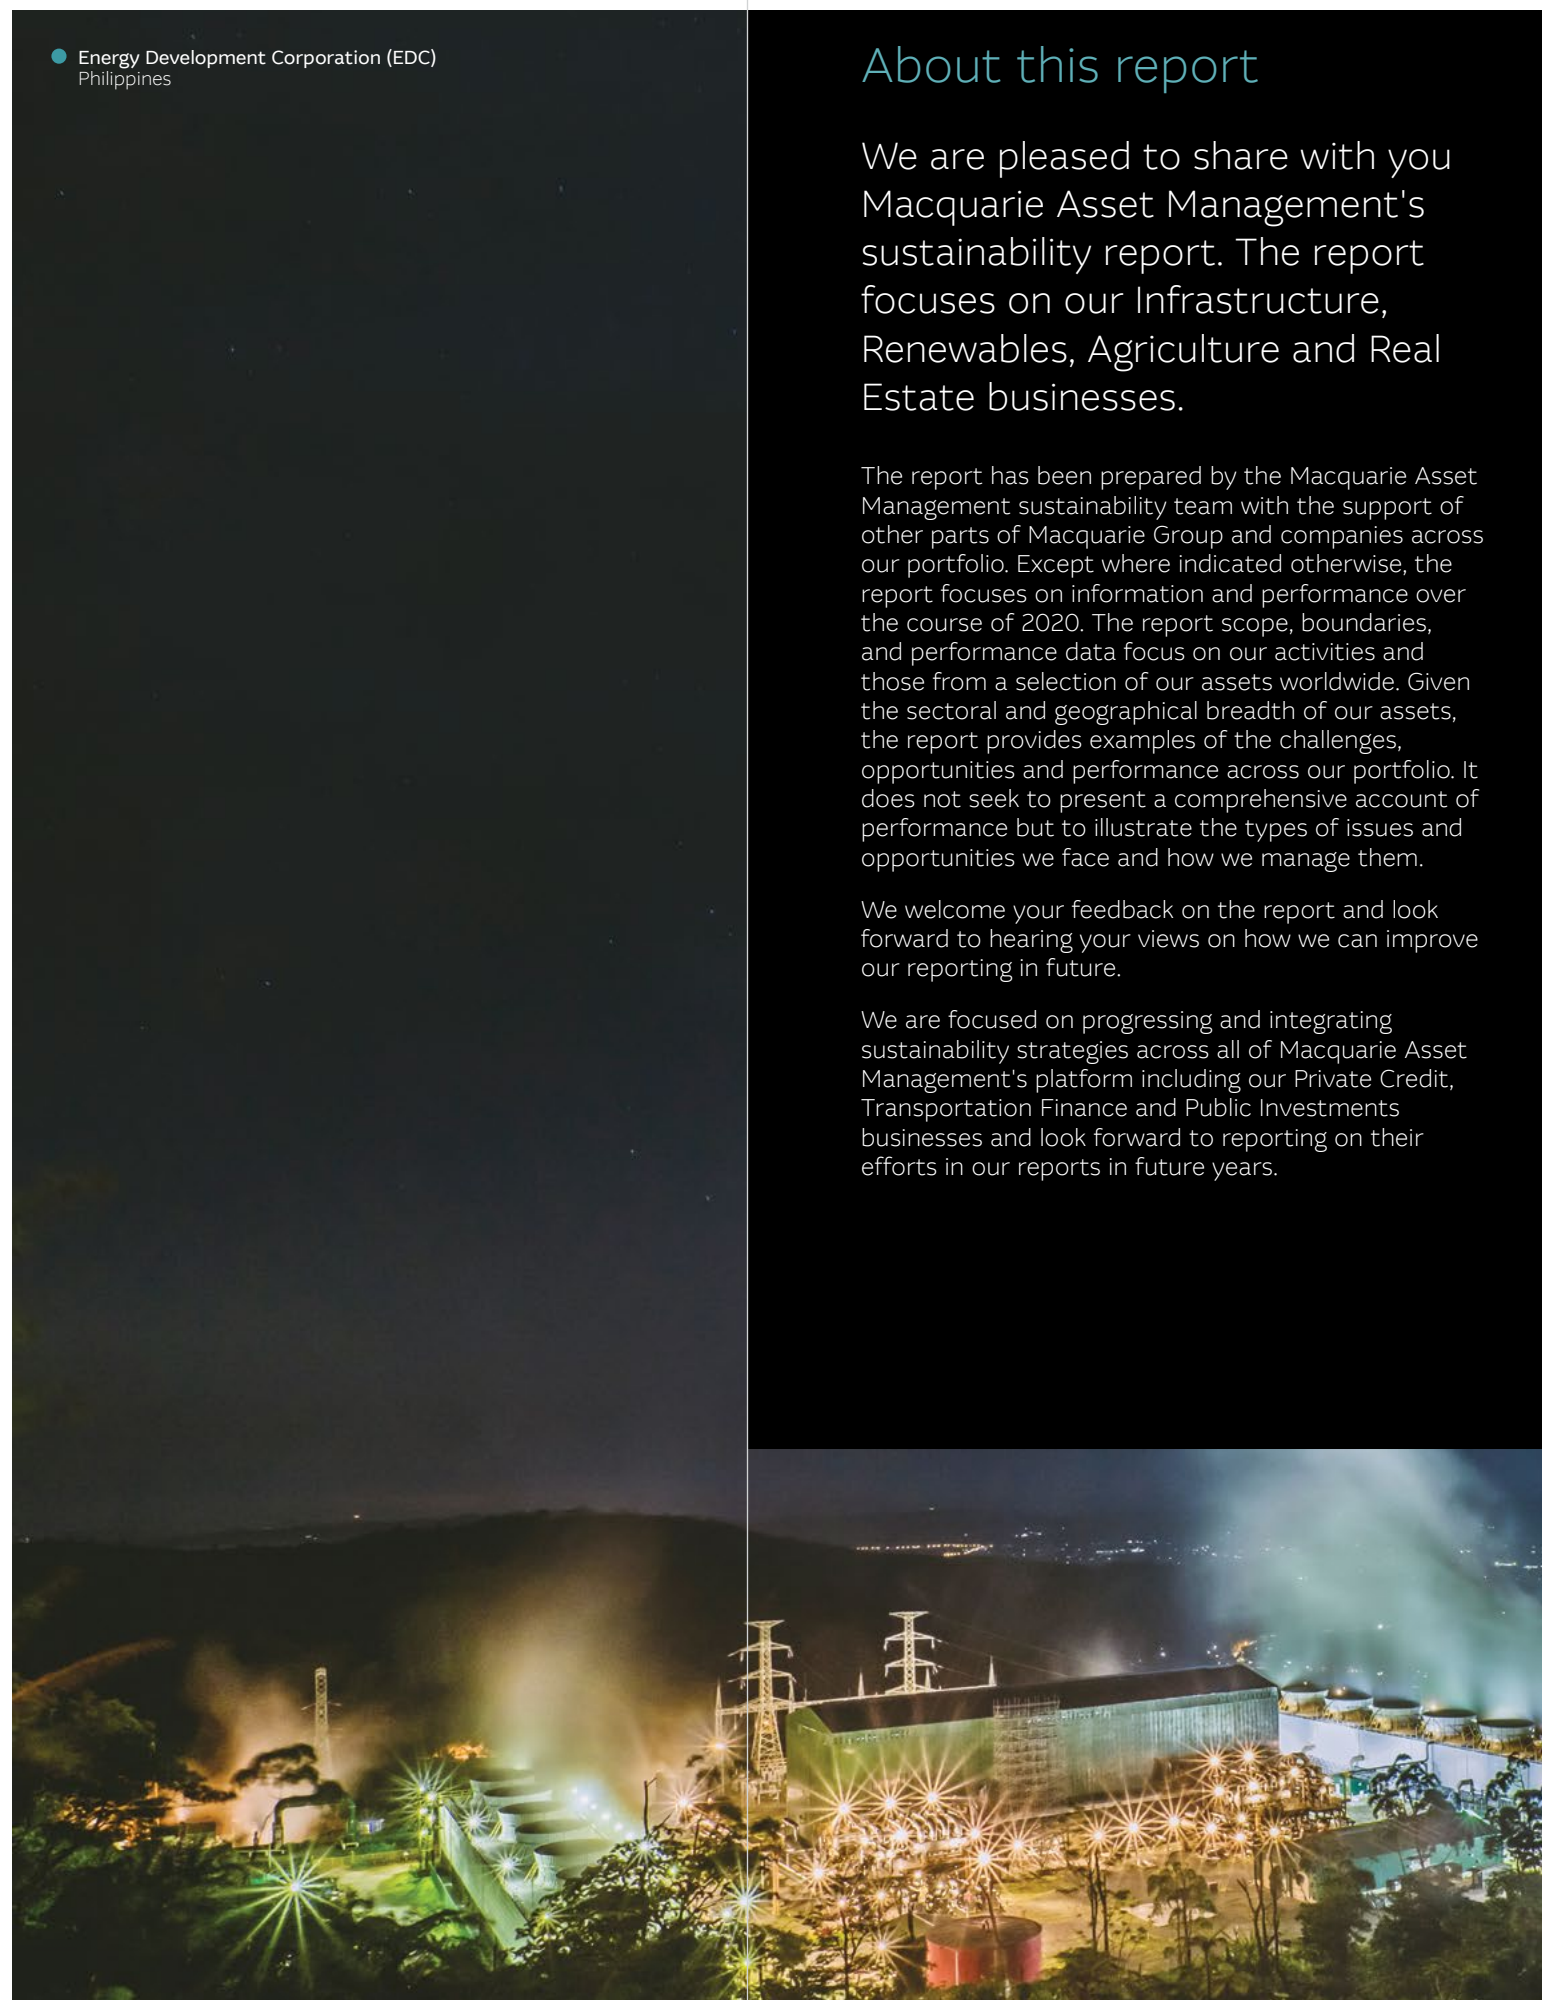 Energy Development Corporation (EDC)
Philippines
About this report
We are pleased to share with you
Macquarie Asset Management's
sustainability report. The report
focuses on our Infrastructure,
Renewables, Agriculture and Real
Estate businesses.
The report has been prepared by the Macquarie Asset
Management sustainability team with the support of
other parts of Macquarie Group and companies across
our portfolio. Except where indicated otherwise, the
report focuses on information and performance over
the course of 2020. The report scope, boundaries,
and performance data focus on our activities and
those from a selection of our assets worldwide. Given
the sectoral and geographical breadth of our assets,
the report provides examples of the challenges,
opportunities and performance across our portfolio. It
does not seek to present a comprehensive account of
performance but to illustrate the types of issues and
opportunities we face and how we manage them.
We welcome your feedback on the report and look
forward to hearing your views on how we can improve
our reporting in future.
We are focused on progressing and integrating
sustainability strategies across all of Macquarie Asset
Management's platform including our Private Credit,
Transportation Finance and Public Investments
businesses and look forward to reporting on their
efforts in our reports in future years.